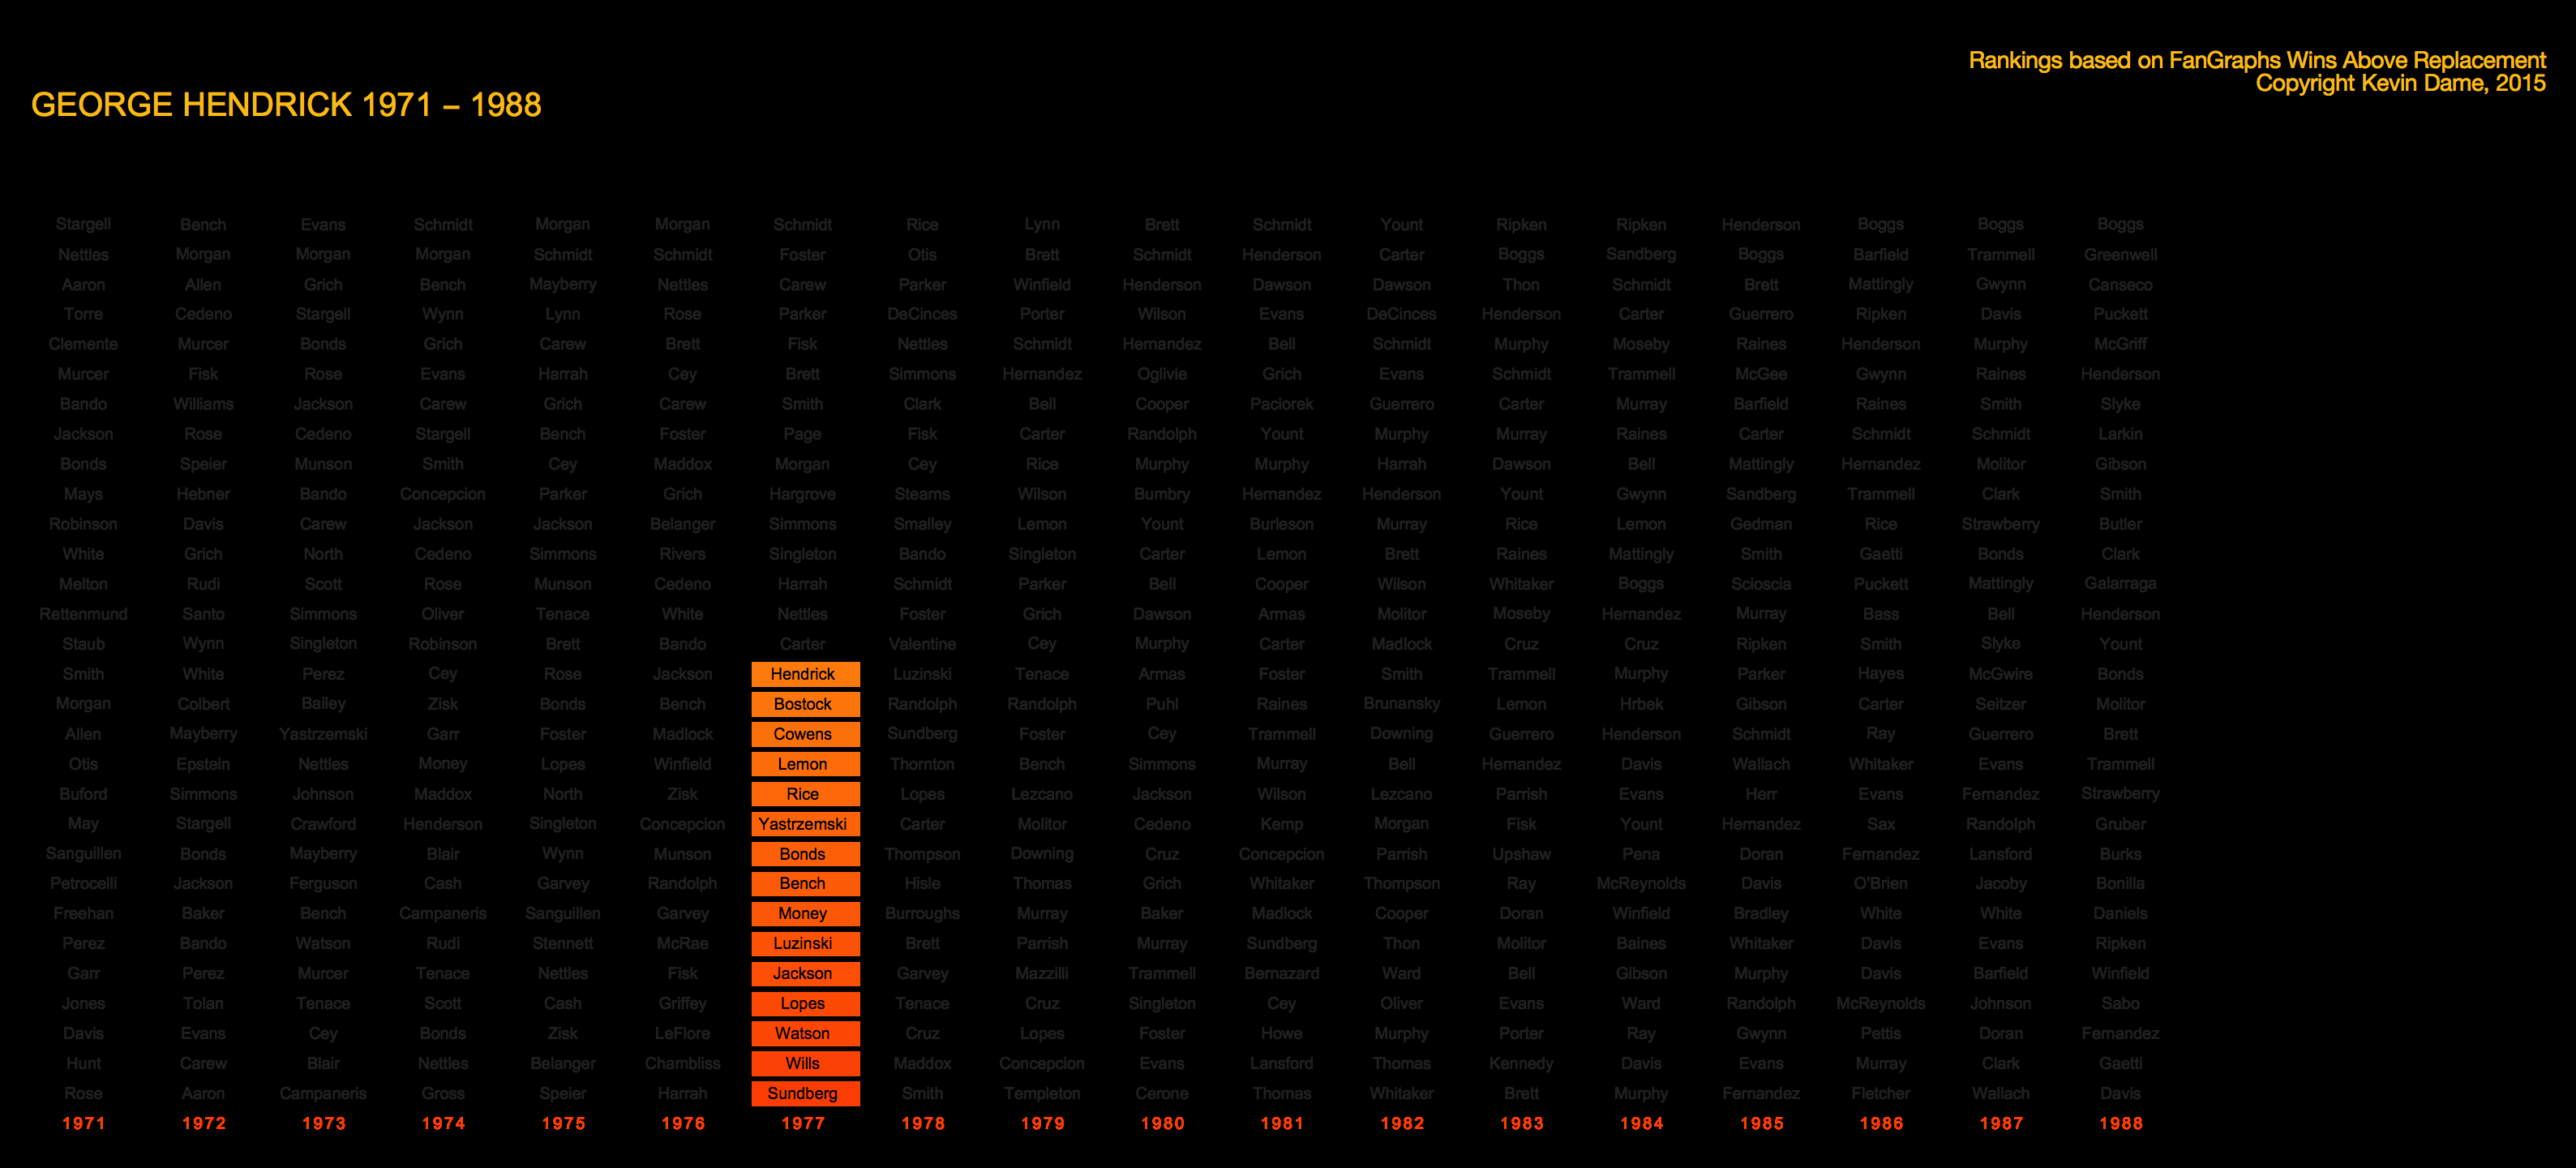 Rankings based on FanGraphs Wins Above Replacement
Copyright Kevin Dame, 2015
GEORGE HENDRICK 1971 – 1988
Stargell Bench Evans Schmidt Morgan Morgan Schmidt Rice Lynn Brett Schmidt Yount Ripken Ripken Henderson Boggs Boggs Boggs
Nettles Morgan Morgan Morgan Schmidt Schmidt Foster Otis Brett Schmidt Henderson Carter Boggs Sandberg Boggs Barfield Trammell Greenwell
Aaron Allen Grich Bench Mayberry Nettles Carew Parker Winfield Henderson Dawson Dawson Thon Schmidt Brett Mattingly Gwynn Canseco
Torre Cedeno Stargell Wynn Lynn Rose Parker DeCinces Porter Wilson Evans DeCinces Henderson Carter Guerrero Ripken Davis Puckett
Clemente Murcer Bonds Grich Carew Brett Fisk Nettles Schmidt Hernandez Bell Schmidt Murphy Moseby Raines Henderson Murphy McGriff
Murcer Fisk Rose Evans Harrah Cey Brett Simmons Hernandez Oglivie Grich Evans Schmidt Trammell McGee Gwynn Raines Henderson
Bando Williams Jackson Carew Grich Carew Smith Clark Bell Cooper Paciorek Guerrero Carter Murray Barfield Raines Smith Slyke
Jackson Rose Cedeno Stargell Bench Foster Page Fisk Carter Randolph Yount Murphy Murray Raines Carter Schmidt Schmidt Larkin
Bonds Speier Munson Smith Cey Maddox Morgan Cey Rice Murphy Murphy Harrah Dawson Bell Mattingly Hernandez Molitor Gibson
Mays Hebner Bando Concepcion Parker Grich Hargrove Stearns Wilson Bumbry Hernandez Henderson Yount Gwynn Sandberg Trammell Clark Smith
Robinson Davis Carew Jackson Jackson Belanger Simmons Smalley Lemon Yount Burleson Murray Rice Lemon Gedman Rice Strawberry Butler
White Grich North Cedeno Simmons Rivers Singleton Bando Singleton Carter Lemon Brett Raines Mattingly Smith Gaetti Bonds Clark
Melton Rudi Scott Rose Munson Cedeno Harrah Schmidt Parker Bell Cooper Wilson Whitaker Boggs Scioscia Puckett Mattingly Galarraga
Rettenmund Santo Simmons Oliver Tenace White Nettles Foster Grich Dawson Armas Molitor Moseby Hernandez Murray Bass Bell Henderson
Staub Wynn Singleton Robinson Brett Bando Carter Valentine Cey Murphy Carter Madlock Cruz Cruz Ripken Smith Slyke Yount
Smith White Perez Cey Rose Jackson Hendrick Luzinski Tenace Armas Foster Smith Trammell Murphy Parker Hayes McGwire Bonds
Morgan Colbert Bailey Zisk Bonds Bench Bostock Randolph Randolph Puhl Raines Brunansky Lemon Hrbek Gibson Carter Seitzer Molitor
Allen Mayberry Yastrzemski Garr Foster Madlock Cowens Sundberg Foster Cey Trammell Downing Guerrero Henderson Schmidt Ray Guerrero Brett
Otis Epstein Nettles Money Lopes Winfield Lemon Thornton Bench Simmons Murray Bell Hernandez Davis Wallach Whitaker Evans Trammell
Buford Simmons Johnson Maddox North Zisk Rice Lopes Lezcano Jackson Wilson Lezcano Parrish Evans Herr Evans Fernandez Strawberry
May Stargell Crawford Henderson Singleton Concepcion Yastrzemski Carter Molitor Cedeno Kemp Morgan Fisk Yount Hernandez Sax Randolph Gruber
Sanguillen Bonds Mayberry Blair Wynn Munson Bonds Thompson Downing Cruz Concepcion Parrish Upshaw Pena Doran Fernandez Lansford Burks
Petrocelli Jackson Ferguson Cash Garvey Randolph Bench Hisle Thomas Grich Whitaker Thompson Ray McReynolds Davis O'Brien Jacoby Bonilla
Freehan Baker Bench Campaneris Sanguillen Garvey Money Burroughs Murray Baker Madlock Cooper Doran Winfield Bradley White White Daniels
Perez Bando Watson Rudi Stennett McRae Luzinski Brett Parrish Murray Sundberg Thon Molitor Baines Whitaker Davis Evans Ripken
Garr Perez Murcer Tenace Nettles Fisk Jackson Garvey Mazzilli Trammell Bernazard Ward Bell Gibson Murphy Davis Barfield Winfield
Jones Tolan Tenace Scott Cash Griffey Lopes Tenace Cruz Singleton Cey Oliver Evans Ward Randolph McReynolds Johnson Sabo
Davis Evans Cey Bonds Zisk LeFlore Watson Cruz Lopes Foster Howe Murphy Porter Ray Gwynn Pettis Doran Fernandez
Hunt Carew Blair Nettles Belanger Chambliss Wills Maddox Concepcion Evans Lansford Thomas Kennedy Davis Evans Murray Clark Gaetti
Rose Aaron Campaneris Gross Speier Harrah Sundberg Smith Templeton Cerone Thomas Whitaker Brett Murphy Fernandez Fletcher Wallach Davis
1971 1972 1973 1974 1975 1976 1977 1978 1979 1980 1981 1982 1983 1984 1985 1986 1987 1988